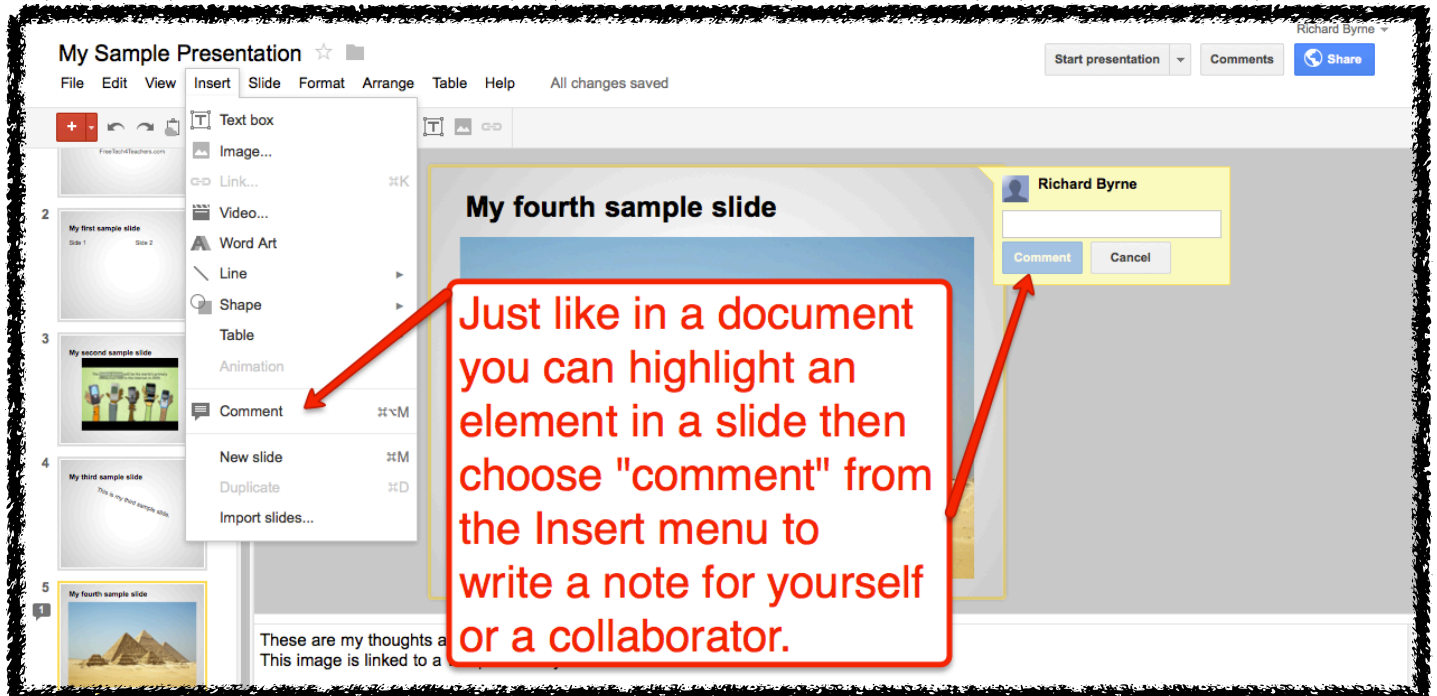 Richard Byrne
My Sample Presentation
Start presentation
Comments
Share
File Edit View Insert Slide Format Arrange Table Help All changes saved
Text box
Image...
Link... ⌘K
Video...
Word Art
Line
Shape
Table
Animation
Comment ⌘⌥M
New slide ⌘M
Duplicate ⌘D
Import slides...
FreeTech4Teachers.com
2
My first sample slide
Side 1 Side 2
3
My second sample slide
4
My third sample slide
This is my third sample slide.
5
1
My fourth sample slide
My fourth sample slide
Richard Byrne
Comment Cancel
Just like in a document
you can highlight an
element in a slide then
choose "comment" from
the Insert menu to
write a note for yourself
or a collaborator.
These are my thoughts
This image is linked to a